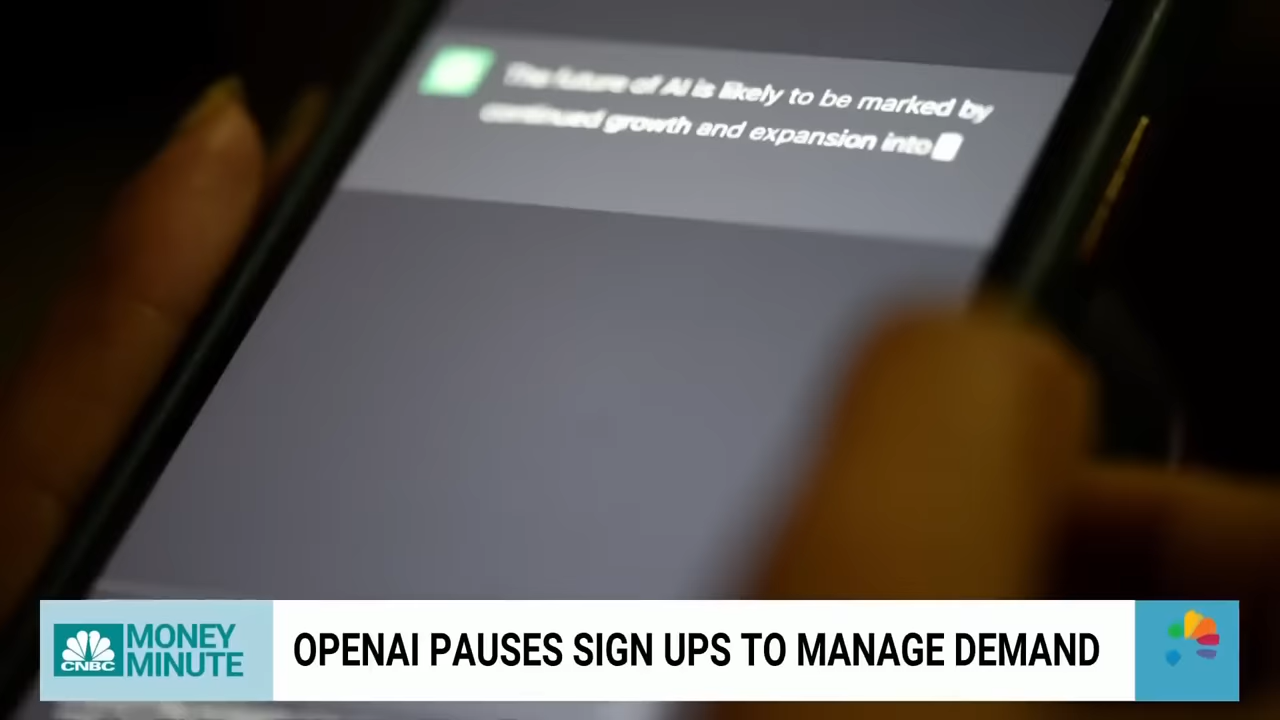 The future of AI is likely to be marked by
continued growth and expansion into
CNBC
MONEY
MINUTE
OPENAI PAUSES SIGN UPS TO MANAGE DEMAND